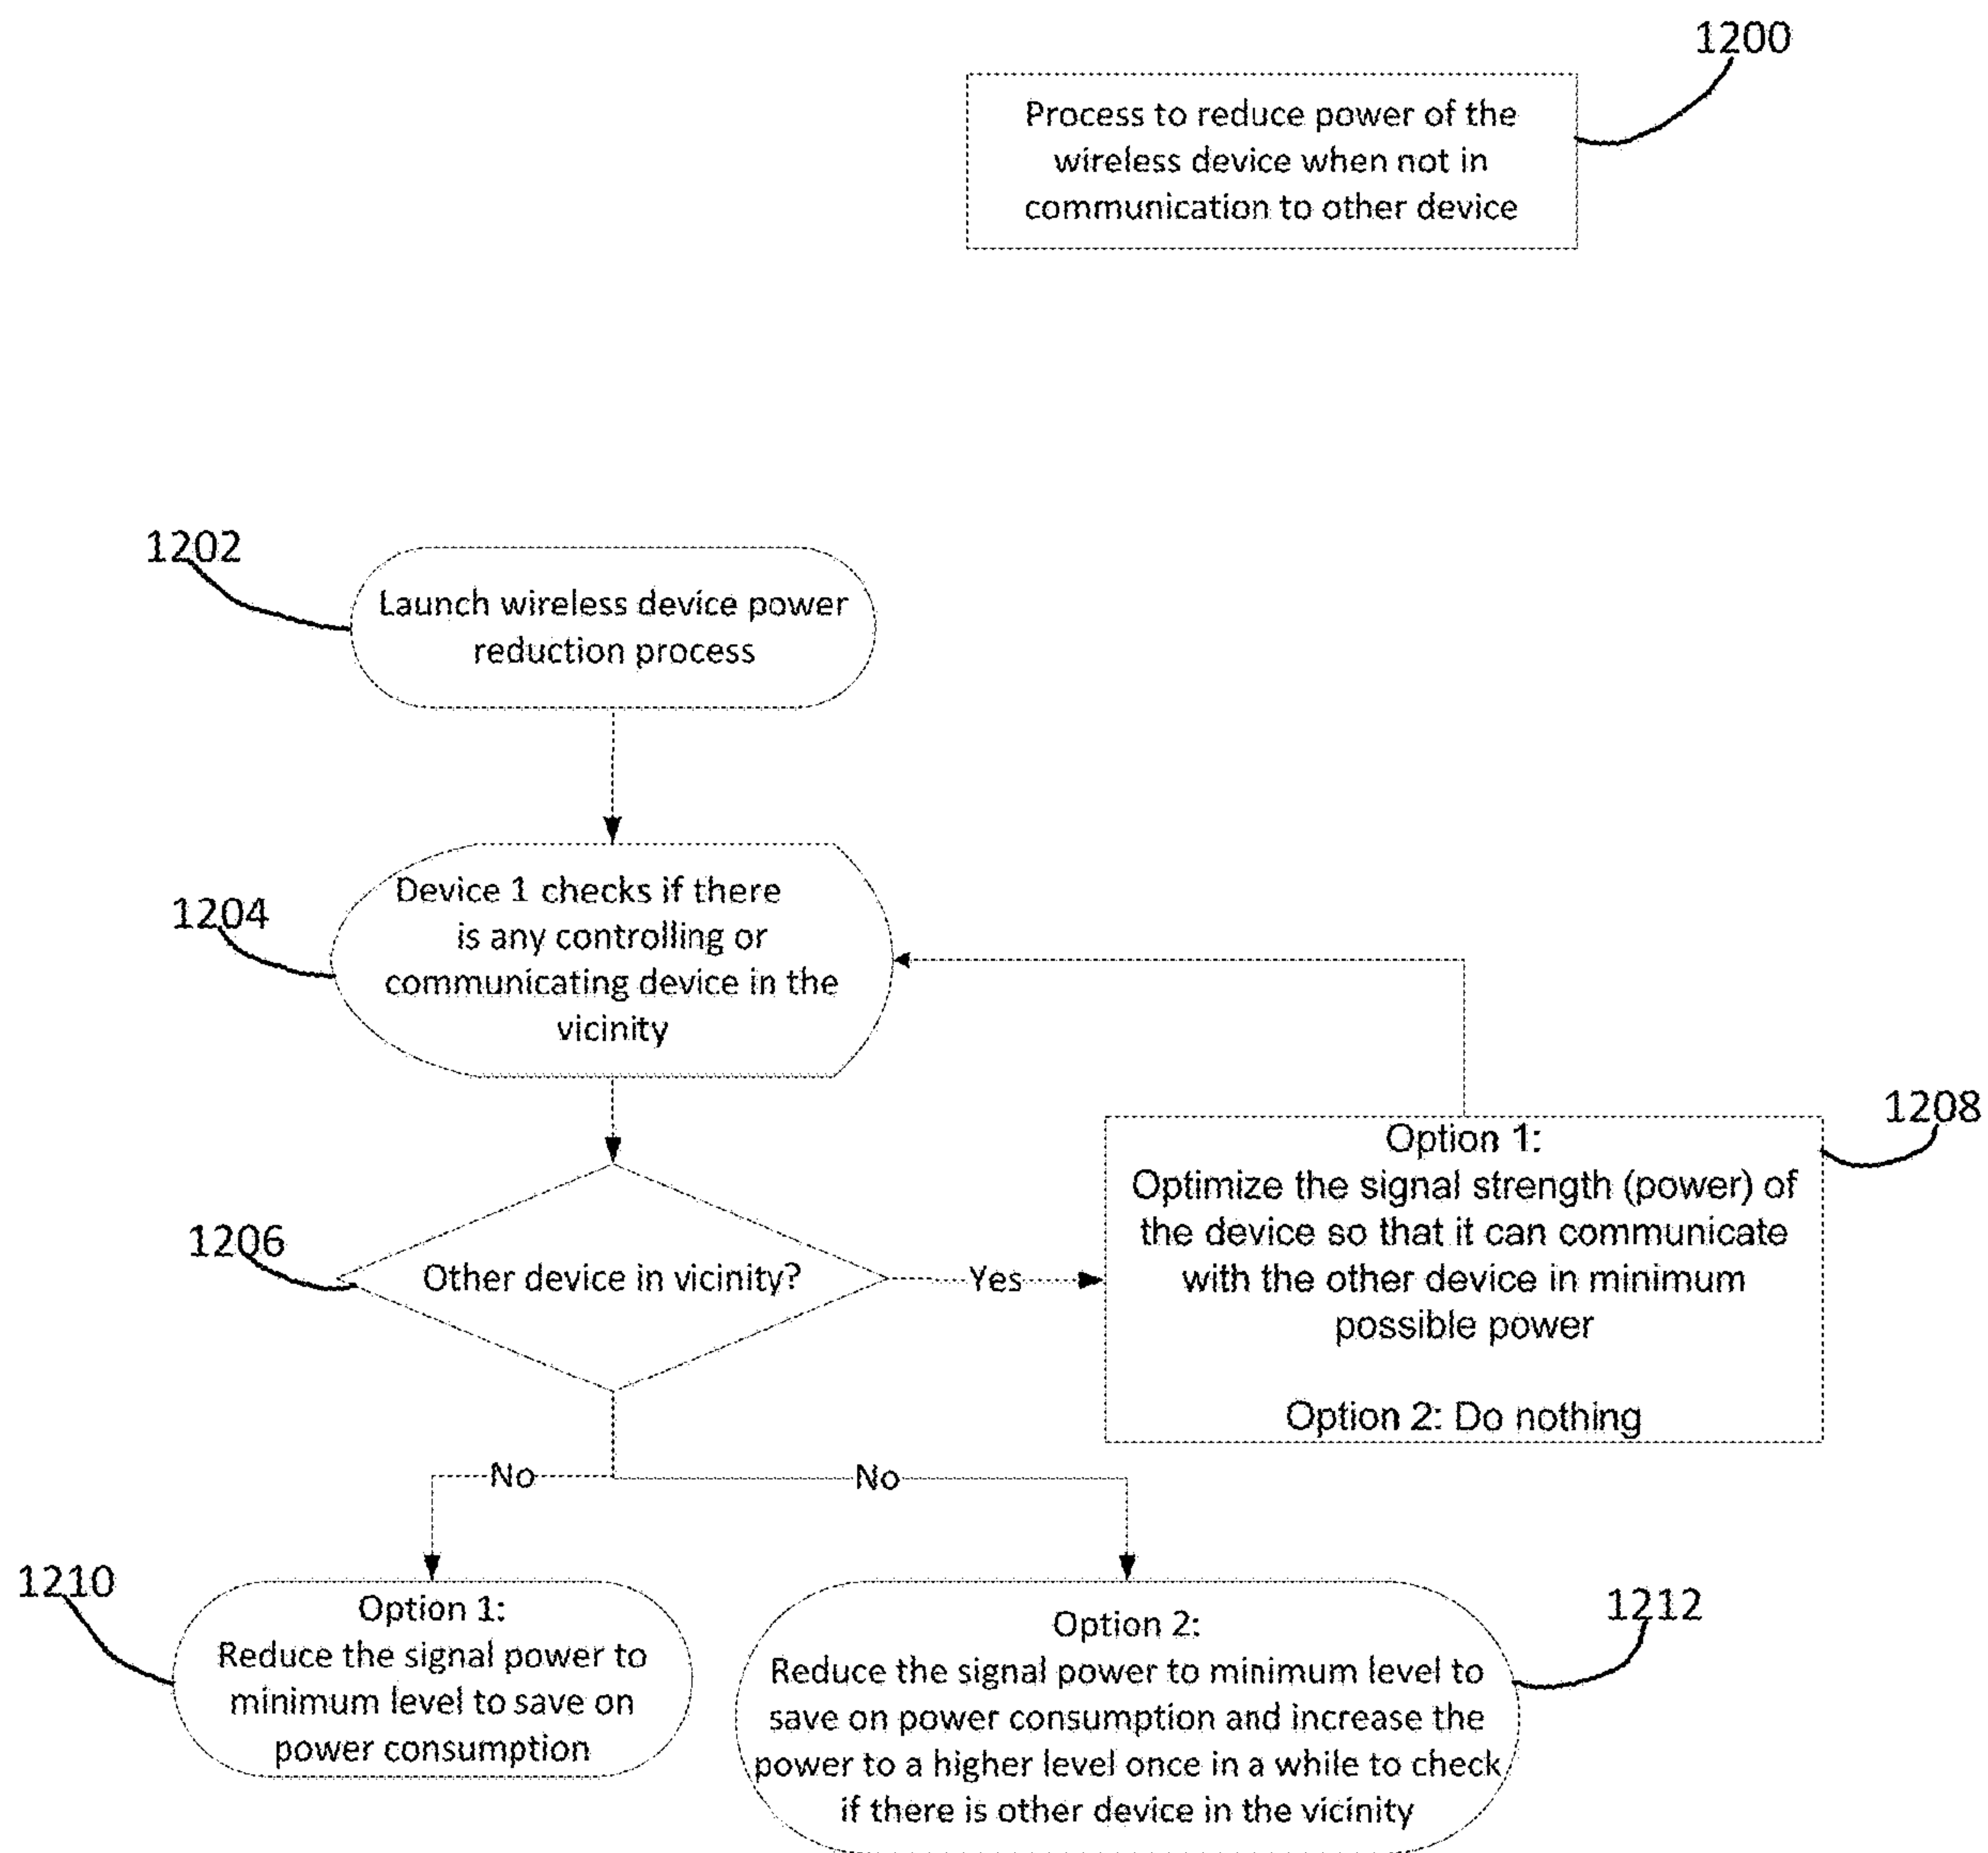 1200
Process to reduce power of the
wireless device when not in
communication to other device
1202
Launch wireless device power
reduction process
1204
Device 1 checks if there
is any controlling or
communicating device in the
vicinity
1206
Other device in vicinity?
Yes
1208
Option 1:
Optimize the signal strength (power) of
the device so that it can communicate
with the other device in minimum
possible power
Option 2: Do nothing
No
No
1210
Option 1:
Reduce the signal power to
minimum level to save on
power consumption
1212
Option 2:
Reduce the signal power to minimum level to
save on power consumption and increase the
power to a higher level once in a while to check
if there is other device in the vicinity